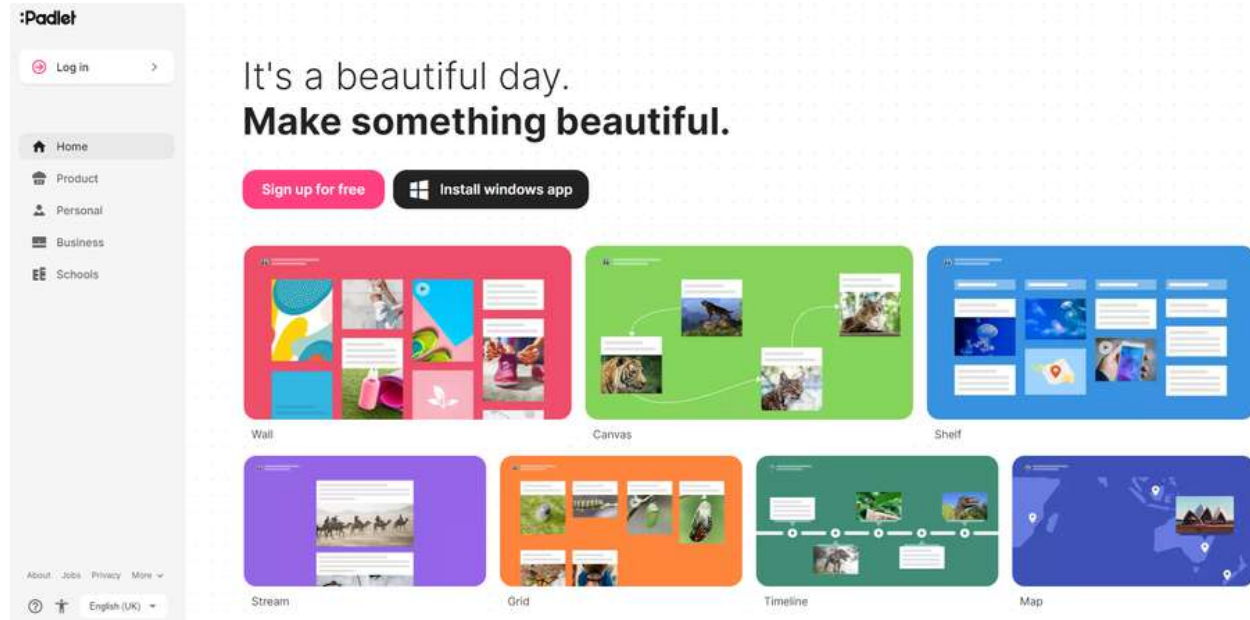 :Padlet
Log in
Home
Product
Personal
Business
Schools
About Jobs Privacy More
English (UK)
It's a beautiful day.
Make something beautiful.
Sign up for free
Install windows app
Wall
Canvas
Shelf
Stream
Grid
Timeline
Map